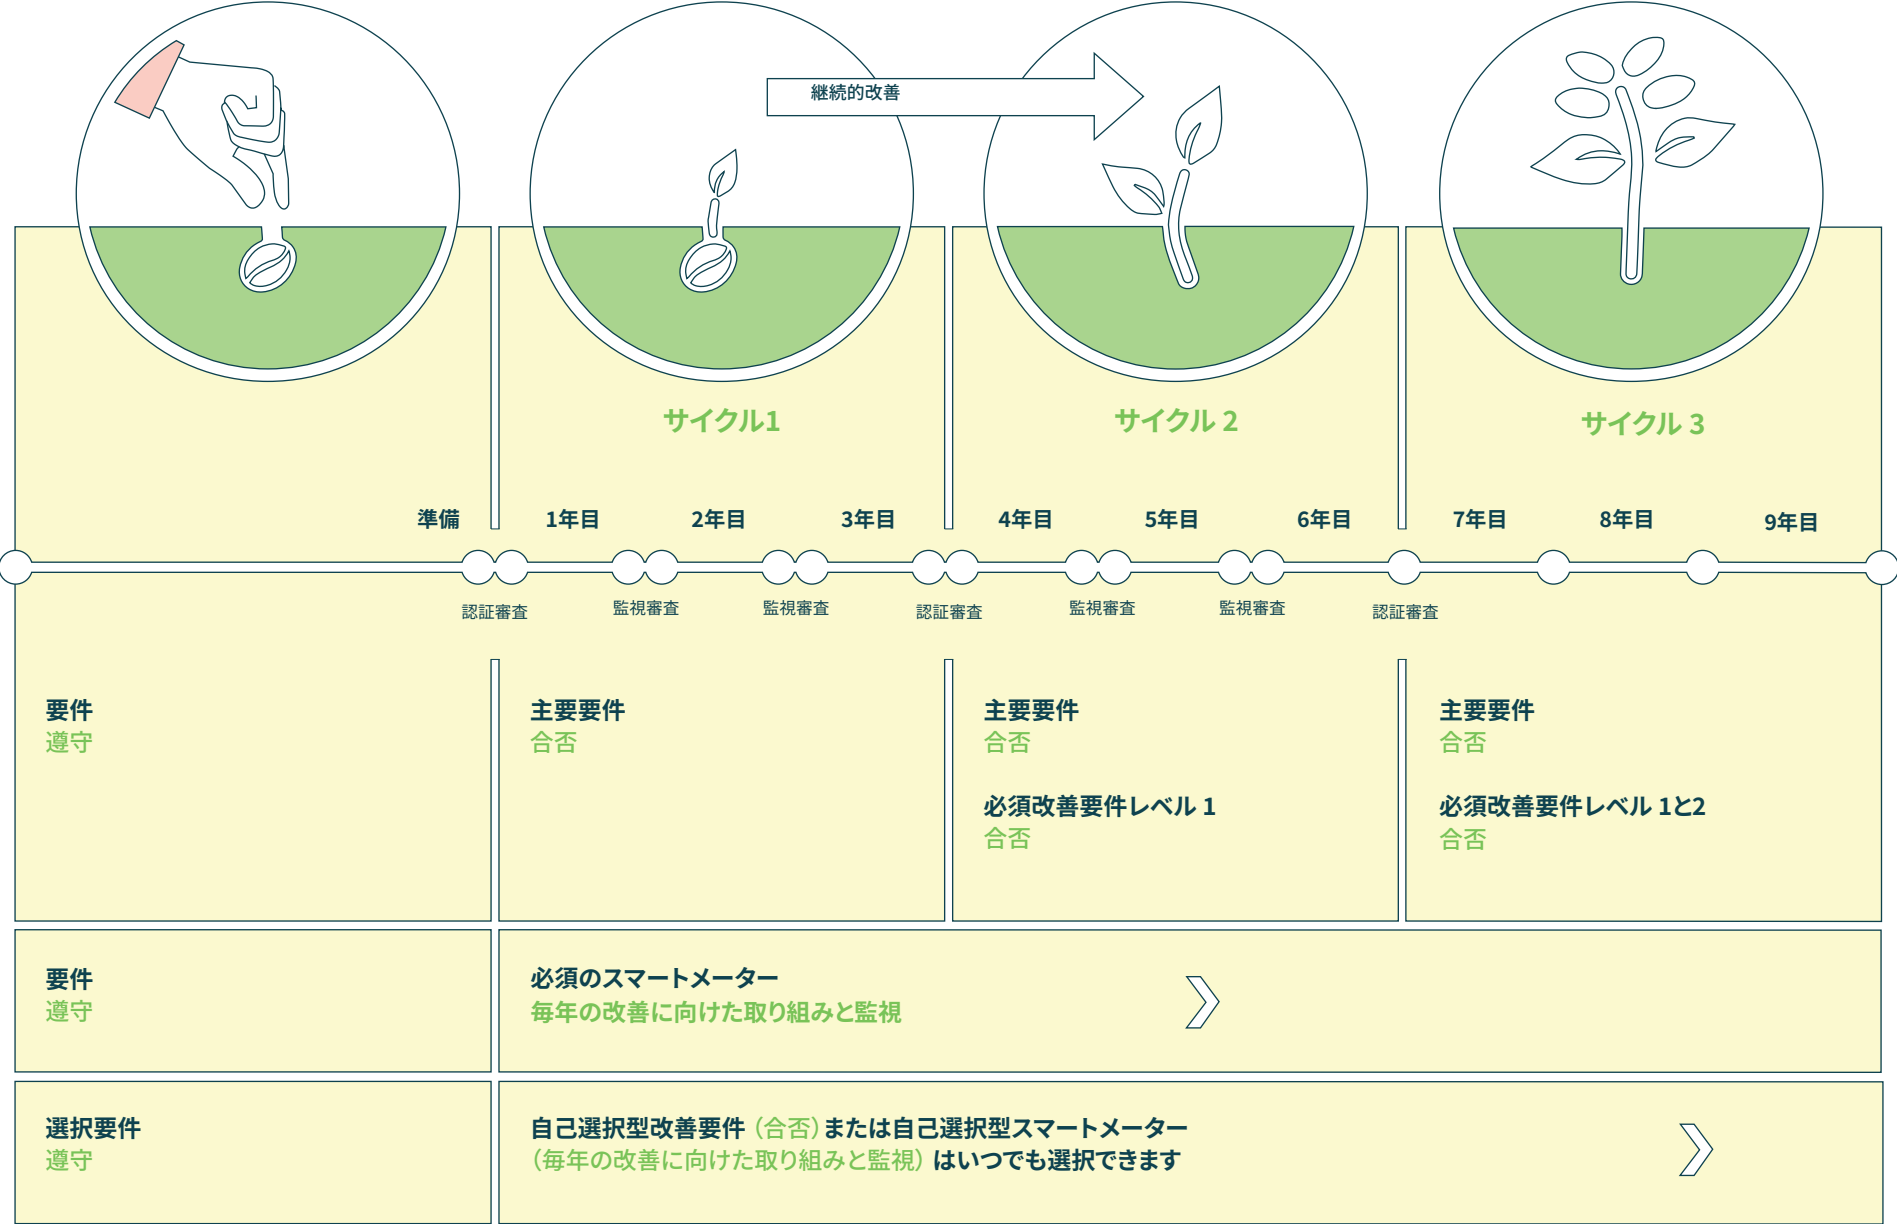 継続的改善
サイクル1
サイクル 2
サイクル 3
準備
1年目
2年目
3年目
4年目
5年目
6年目
7年目
8年目
9年目
認証審査
監視審査
監視審査
認証審査
監視審査
監視審査
認証審査
要件
遵守
主要要件
合否
主要要件
合否
必須改善要件レベル 1
合否
主要要件
合否
必須改善要件レベル 1と2
合否
要件
遵守
必須のスマートメーター
毎年の改善に向けた取り組みと監視
選択要件
遵守
自己選択型改善要件（合否）または自己選択型スマートメーター
（毎年の改善に向けた取り組みと監視）はいつでも選択できます